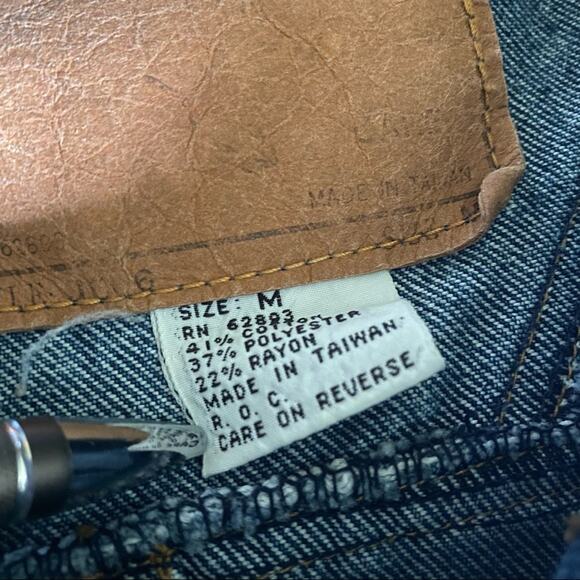 MADE IN TAIWAN
SIZE: M
RN 62893
41% COTTON
37% POLYESTER
22% RAYON
MADE IN TAIWAN
R. O. C.
CARE ON REVERSE